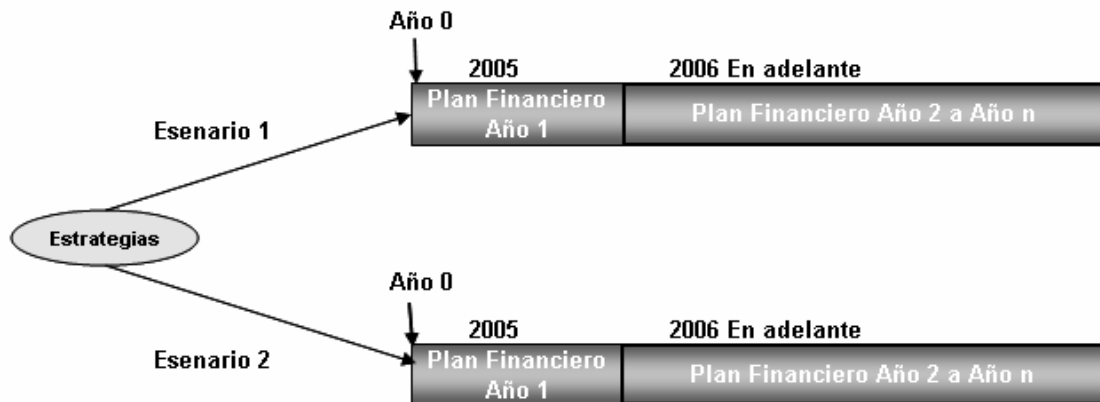 Año 0
2005
2006 En adelante
Plan Financiero
Año 1
Plan Financiero Año 2 a Año n
Esenario 1
Estrategias
Año 0
2005
2006 En adelante
Esenario 2
Plan Financiero
Año 1
Plan Financiero Año 2 a Año n